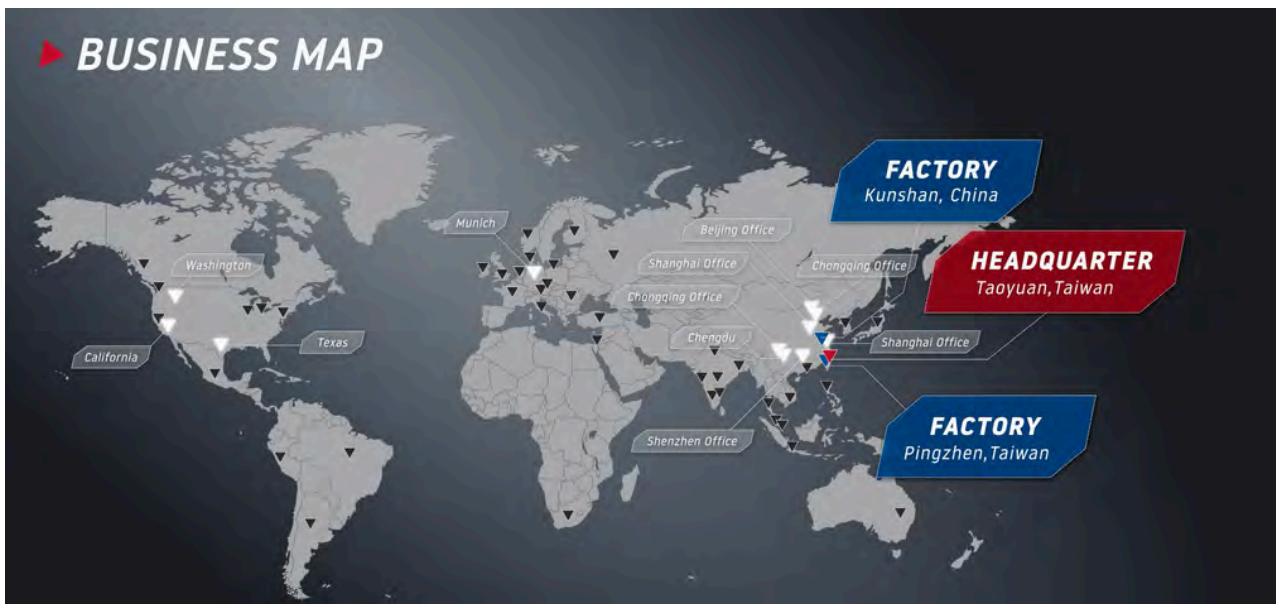 BUSINESS MAP
FACTORY
Kunshan, China
Munich
Beijing Office
Washington
Shanghai Office
Chongqing Office
HEADQUARTER
Taoyuan,Taiwan
Chongqing Office
California
Texas
Chengdu
Shanghai Office
FACTORY
Pingzhen,Taiwan
Shenzhen Office